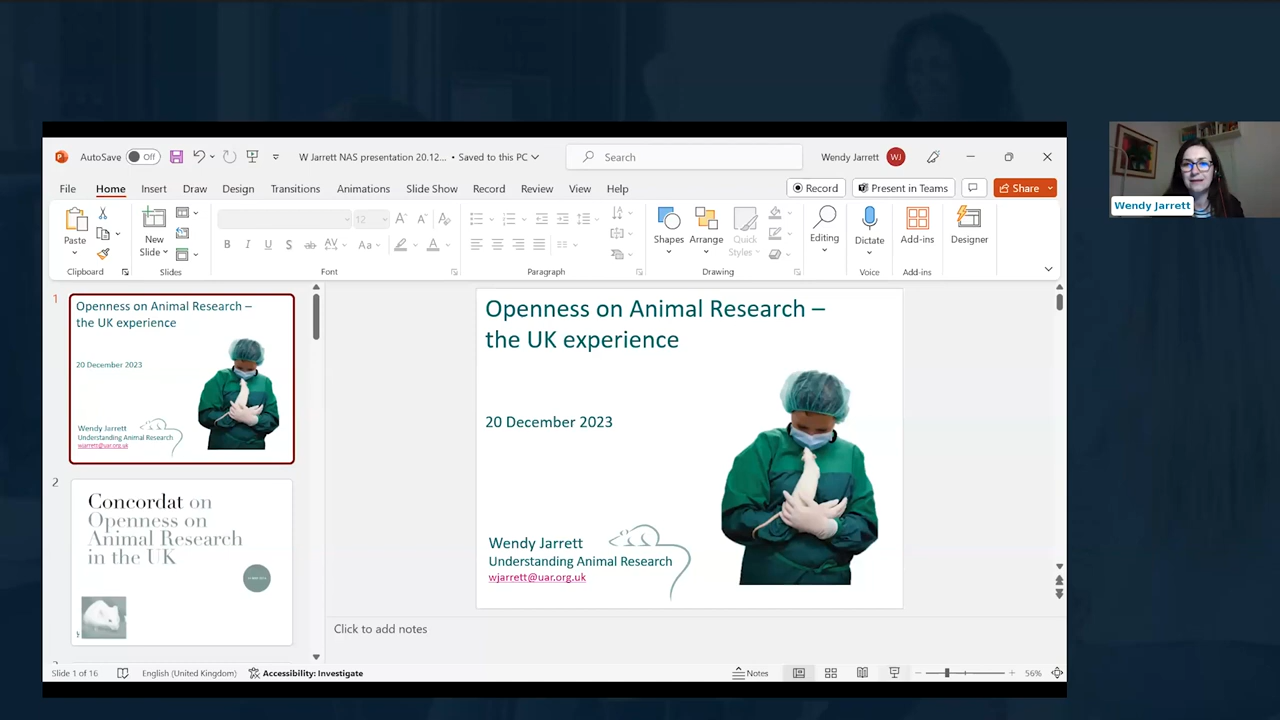 AutoSave
Off
W Jarrett NAS presentation 20.12... • Saved to this PC
Search
Wendy Jarrett
WJ
File
Home
Insert
Draw
Design
Transitions
Animations
Slide Show
Record
Review
View
Help
Record
Present in Teams
Share
Paste
New
Slide
12
Shapes
Arrange
Quick
Styles
Editing
Dictate
Add-ins
Designer
Clipboard
Slides
Font
Paragraph
Drawing
Voice
Add-ins
1
Openness on Animal Research –
the UK experience
20 December 2023
Wendy Jarrett
Understanding Animal Research
wjarrett@uar.org.uk
2
Concordat on
Openness on
Animal Research
in the UK
Openness on Animal Research –
the UK experience
20 December 2023
Wendy Jarrett
Understanding Animal Research
wjarrett@uar.org.uk
Click to add notes
Slide 1 of 16
English (United Kingdom)
Accessibility: Investigate
Notes
56%
Wendy Jarrett